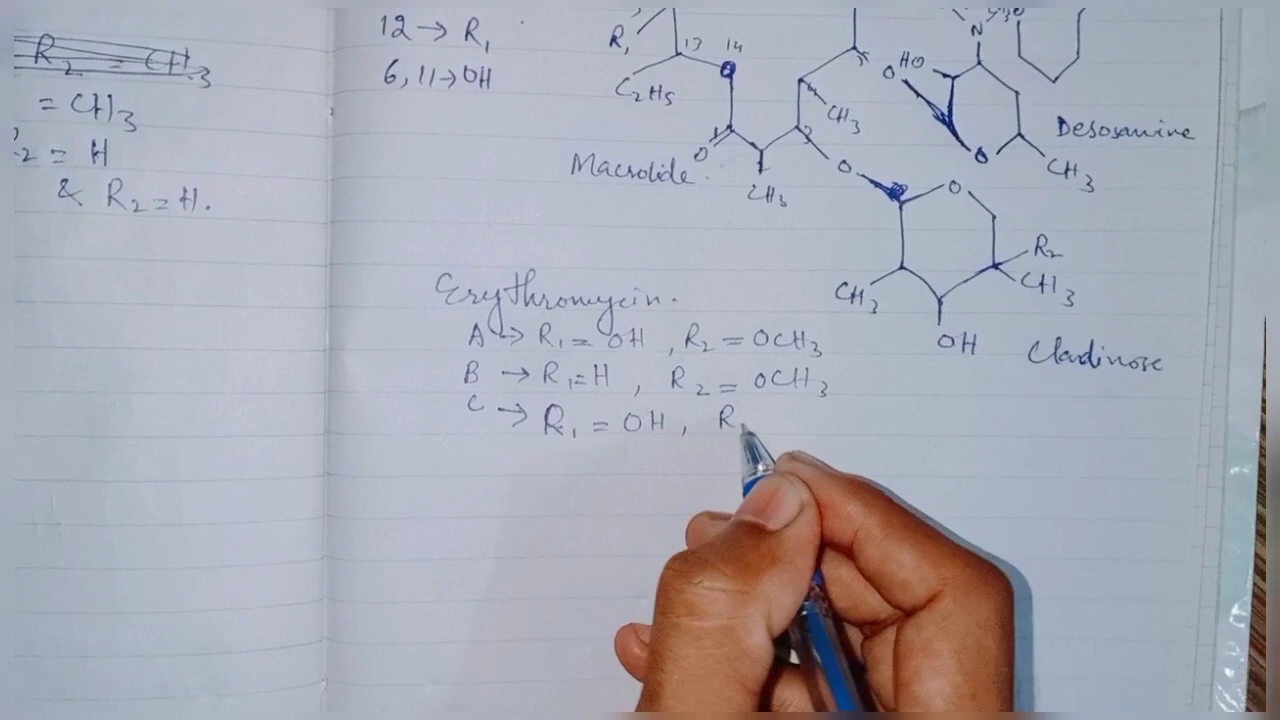 R₂ = CH₃
= CH₃
R₂ = H
& R₂ = H.
12 → R₁
6, 11 → OH
R₁
13 14
O
C₂H₅
O
CH₃
CH₃
Macrolide.
N
HO
O
O
CH₃
Desosamine
O
O
R₂
CH₃
CH₃
OH
Cladinose
Erythromycin.
A → R₁ = OH , R₂ = OCH₃
B → R₁ = H , R₂ = OCH₃
C → R₁ = OH , R